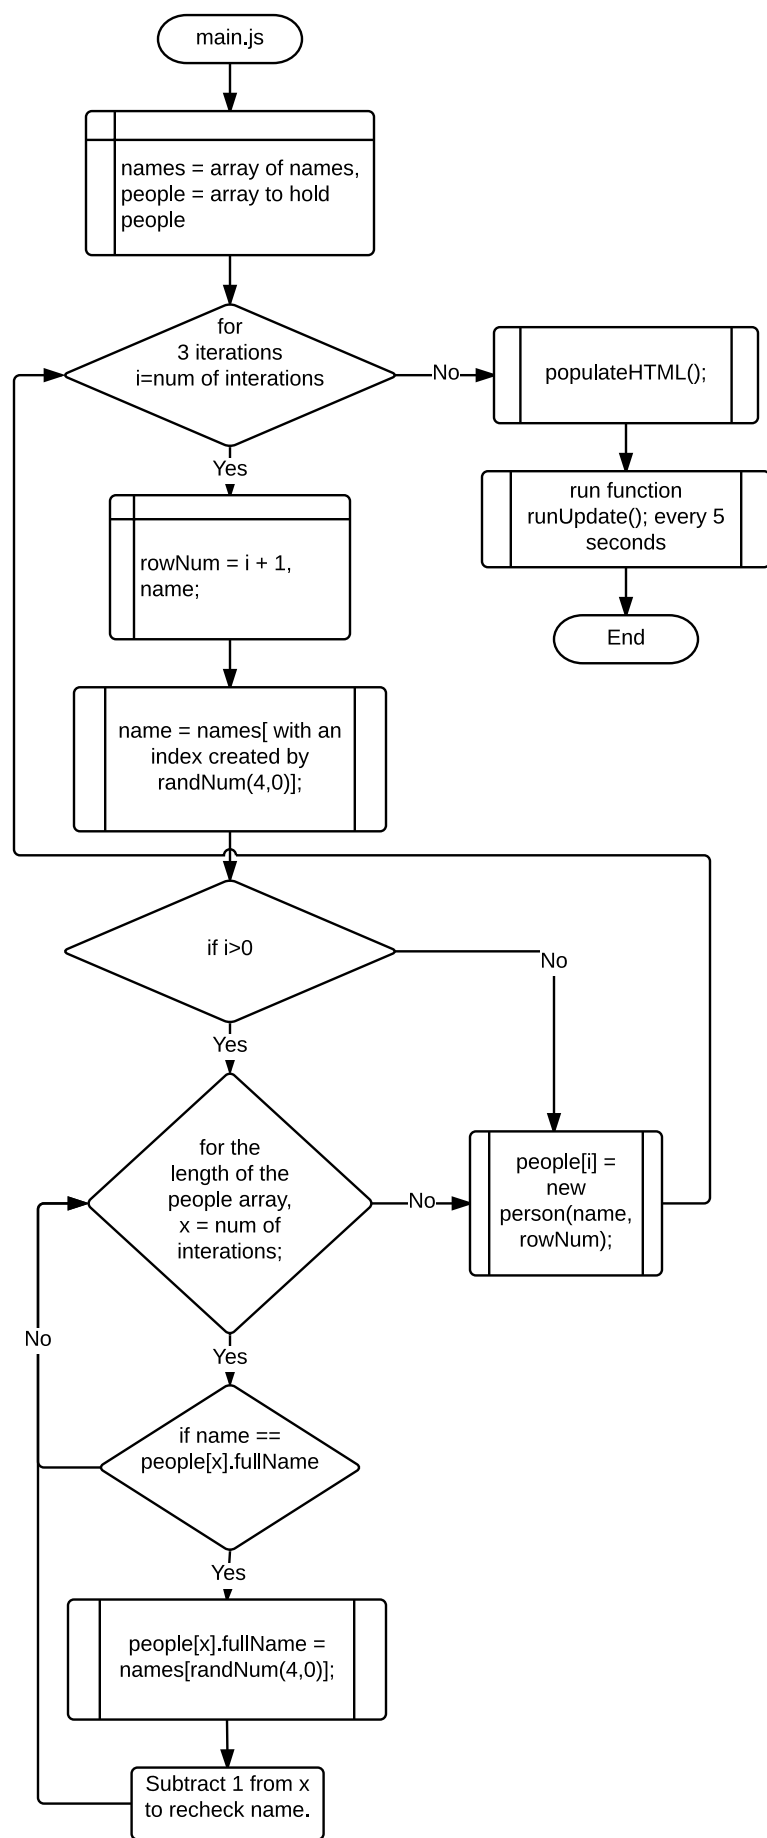 main.js
names = array of names,
people = array to hold
people
for
3 iterations
i=num of interations
No
populateHTML();
run function
runUpdate(); every 5
seconds
End
Yes
rowNum = i + 1,
name;
name = names[ with an
index created by
randNum(4,0)];
if i>0
No
Yes
for the
length of the
people array,
x = num of
interations;
No
people[i] =
new
person(name,
rowNum);
No
Yes
if name ==
people[x].fullName
Yes
people[x].fullName =
names[randNum(4,0)];
Subtract 1 from x
to recheck name.